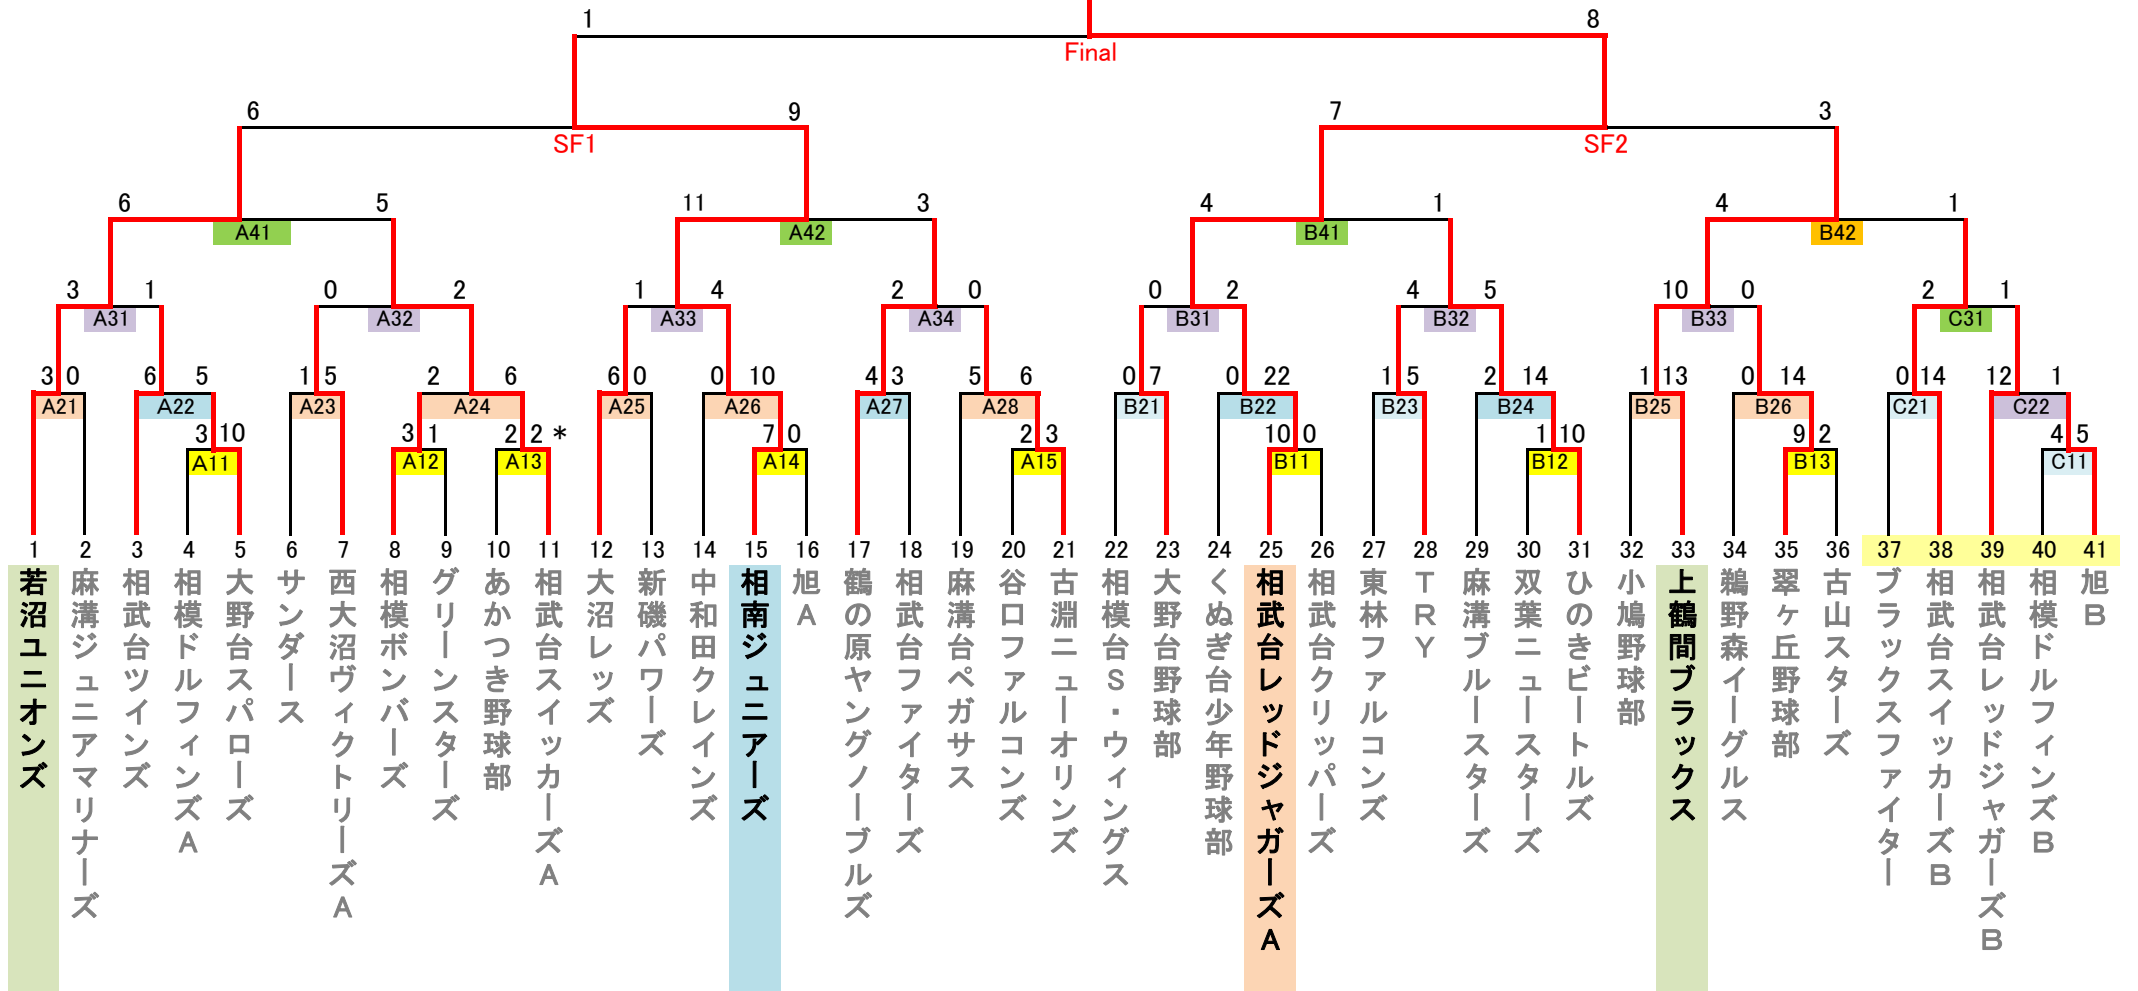 1 8
Final
6 9 7 3
SF1 SF2
6 5 11 3 4 1 4 1
A41 A42 B41 B42
3 1 0 2 1 4 2 0 0 2 4 5 10 0 2 1
A31 A32 A33 A34 B31 B32 B33 C31
3 0 6 5 1 5 2 6 6 0 0 10 4 3 5 6 0 7 0 22 1 5 2 14 1 13 0 14 0 14 12 1
A21 A22 A23 A24 A25 A26 A27 A28 B21 B22 B23 B24 B25 B26 C21 C22
3 10 3 1 2 2 * 7 0 2 3 10 0 1 10 9 2 4 5
A11 A12 A13 A14 A15 B11 B12 B13 C11
1 2 3 4 5 6 7 8 9 10 11 12 13 14 15 16 17 18 19 20 21 22 23 24 25 26 27 28 29 30 31 32 33 34 35 36 37 38 39 40 41
若沼ユニオンズ
麻溝ジュニアマリナーズ
相武台ツインズ
相模ドルフィンズA
大野台スパローズ
サンダース
西大沼ヴィクトリーズA
相模ボンバーズ
グリーンスターズ
あかつき野球部
相武台スイッカーズA
大沼レッズ
新磯パワーズ
中和田クレインズ
相南ジュニアーズ
旭A
鶴の原ヤングノーブルズ
相武台ファイターズ
麻溝台ペガサス
谷口ファルコンズ
古淵ニューオリンズ
相模台S・ウィングス
大野台野球部
くぬぎ台少年野球部
相武台レッドジャガーズA
相武台クリッパーズ
東林ファルコンズ
TRY
麻溝ブルースターズ
双葉ニュースターズ
ひのきビートルズ
小鳩野球部
上鶴間ブラックス
鵜野森イーグルス
翠ヶ丘野球部
古山スターズ
ブラックスファイター
相武台スイッカーズB
相武台レッドジャガーズB
相模ドルフィンズB
旭B